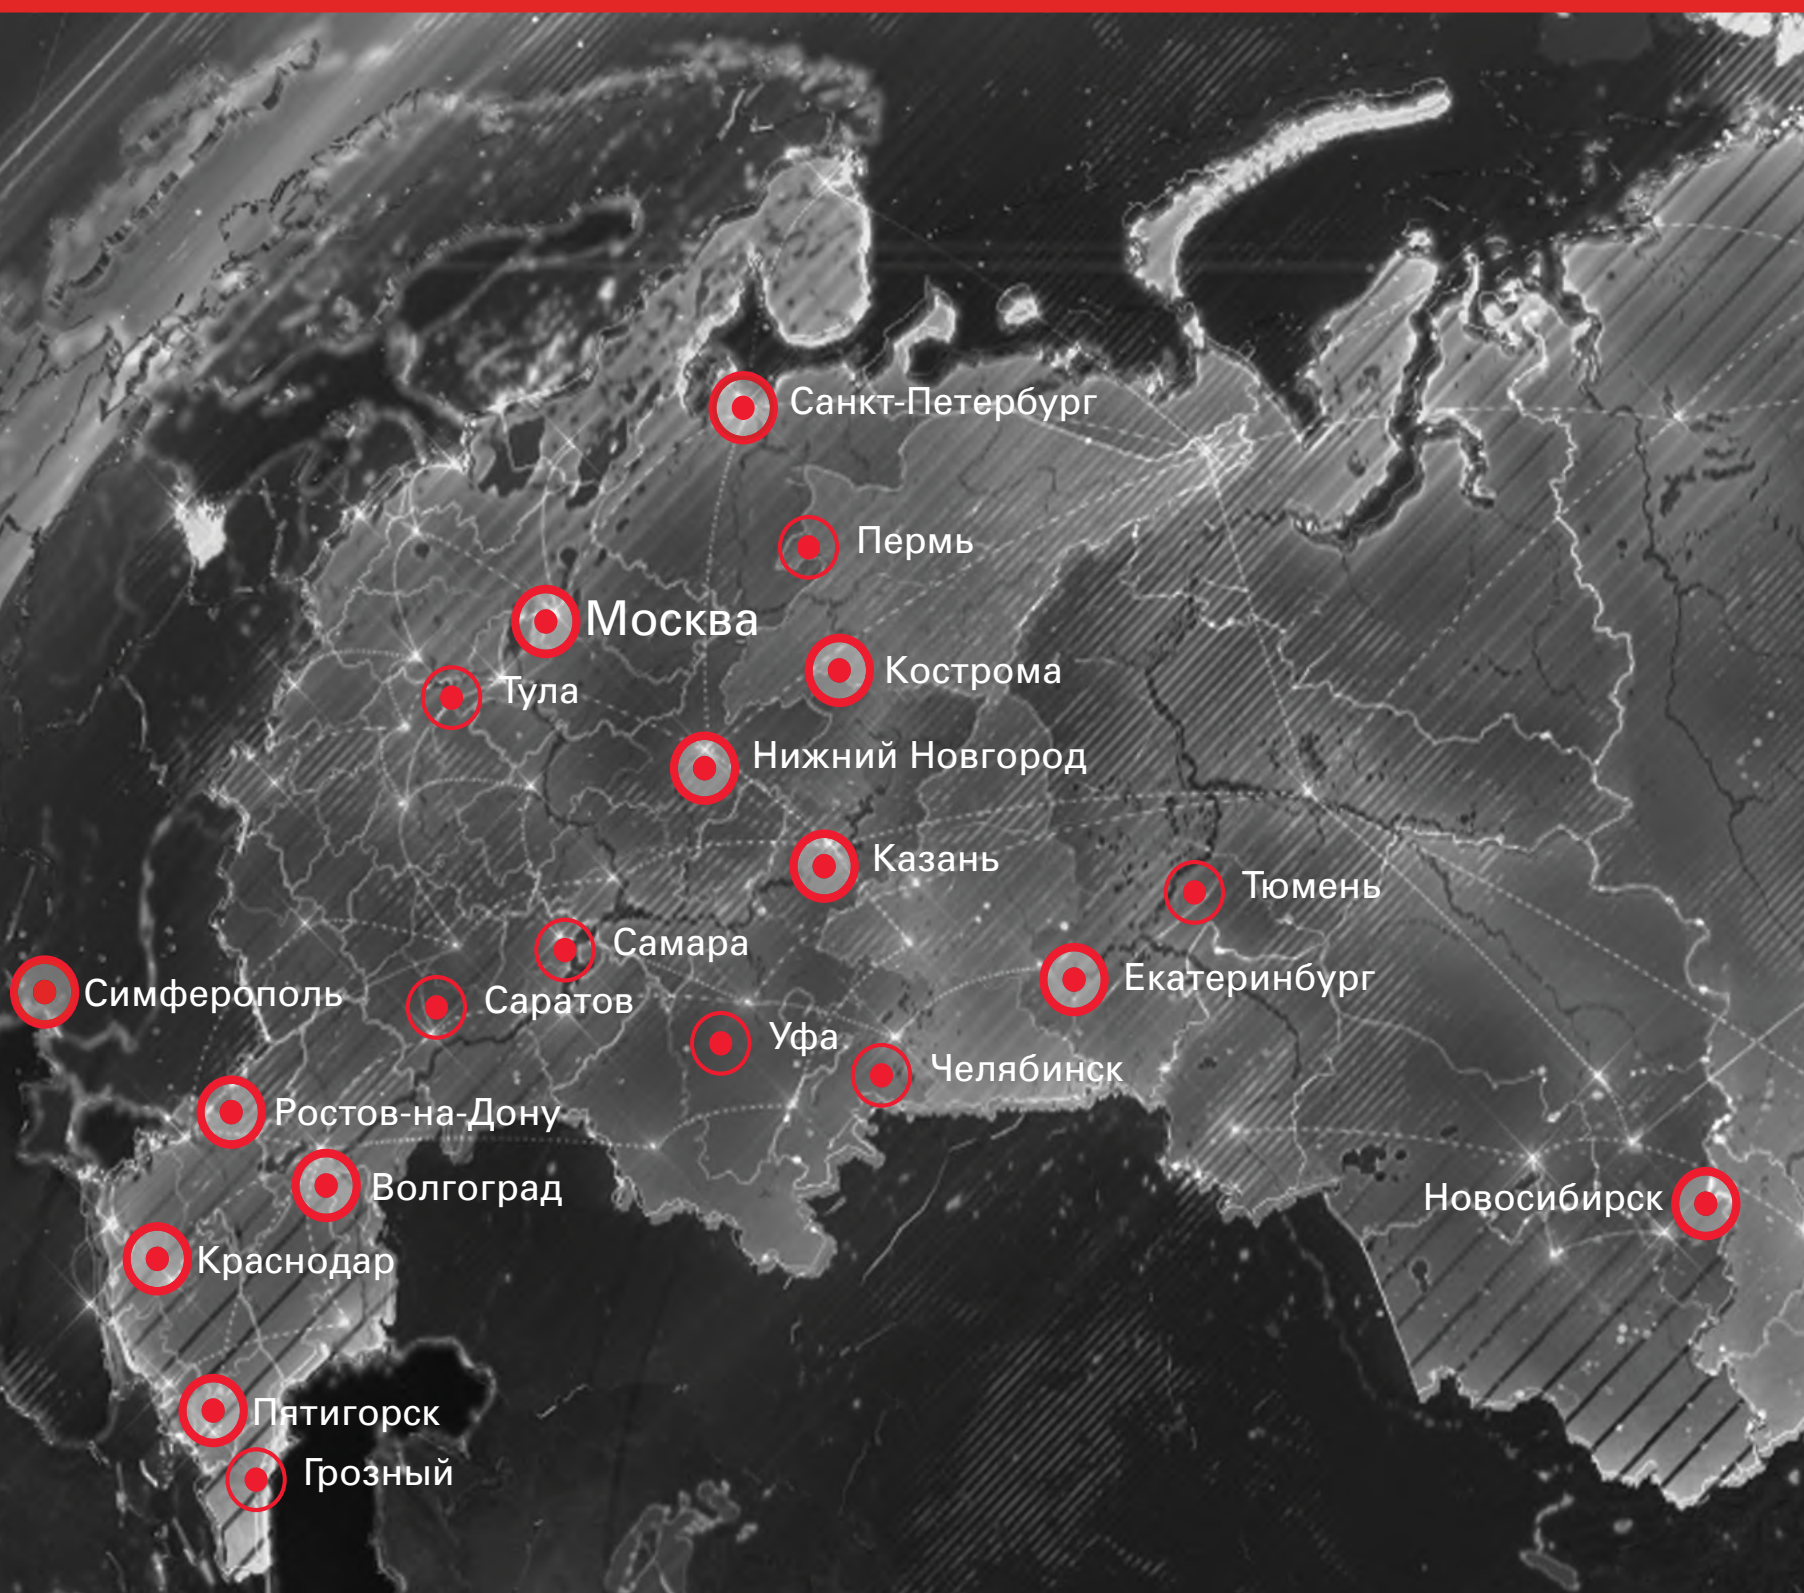 Санкт-Петербург
Пермь
Москва
Кострома
Тула
Нижний Новгород
Казань
Тюмень
Самара
Екатеринбург
Симферополь
Саратов
Уфа
Челябинск
Ростов-на-Дону
Волгоград
Новосибирск
Краснодар
Пятигорск
Грозный